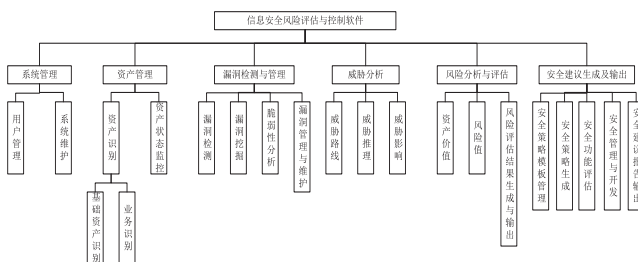 信息安全风险评估与控制软件
系统管理
资产管理
漏洞检测与管理
威胁分析
风险分析与评估
安全建议生成及输出
用户管理
系统维护
资产识别
资产状态监控
漏洞检测
漏洞挖掘
脆弱性分析
漏洞管理与维护
威胁路线
威胁推理
威胁影响
资产价值
风险值
风险评估结果生成与输出
安全策略模板管理
安全策略生成
安全功能评估
安全管理与开发
安全建议报告输出
基础资产识别
业务识别